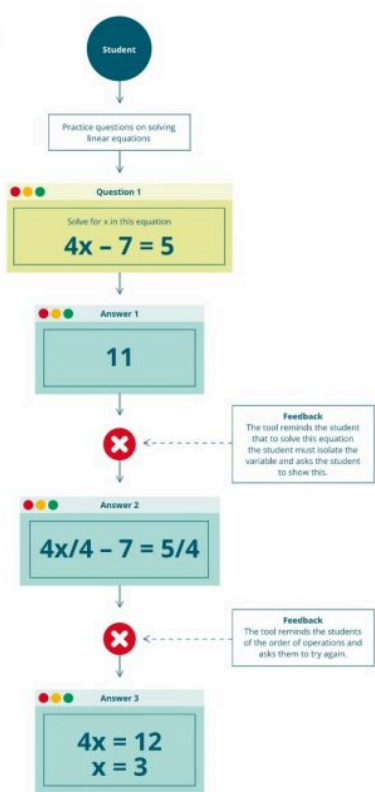 Student
Practice questions on solving
linear equations
Question 1
Solve for x in this equation
4x – 7 = 5
Answer 1
11
Feedback
The tool reminds the student
that to solve this equation
the student must isolate the
variable and asks the student
to show this.
Answer 2
4x/4 – 7 = 5/4
Feedback
The tool reminds the students
of the order of operations and
asks them to try again.
Answer 3
4x = 12
x = 3